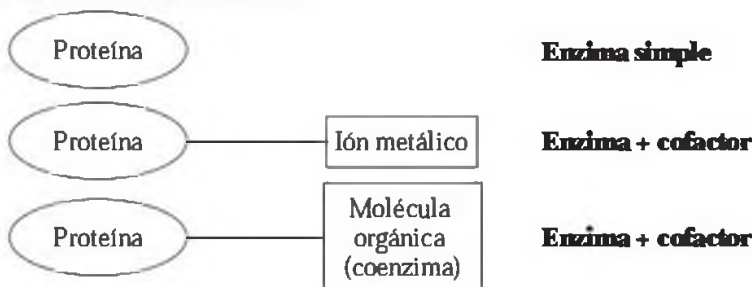 Proteína Enzima simple
Proteína Ión metálico Enzima + cofactor
Proteína Molécula orgánica (coenzima) Enzima + cofactor